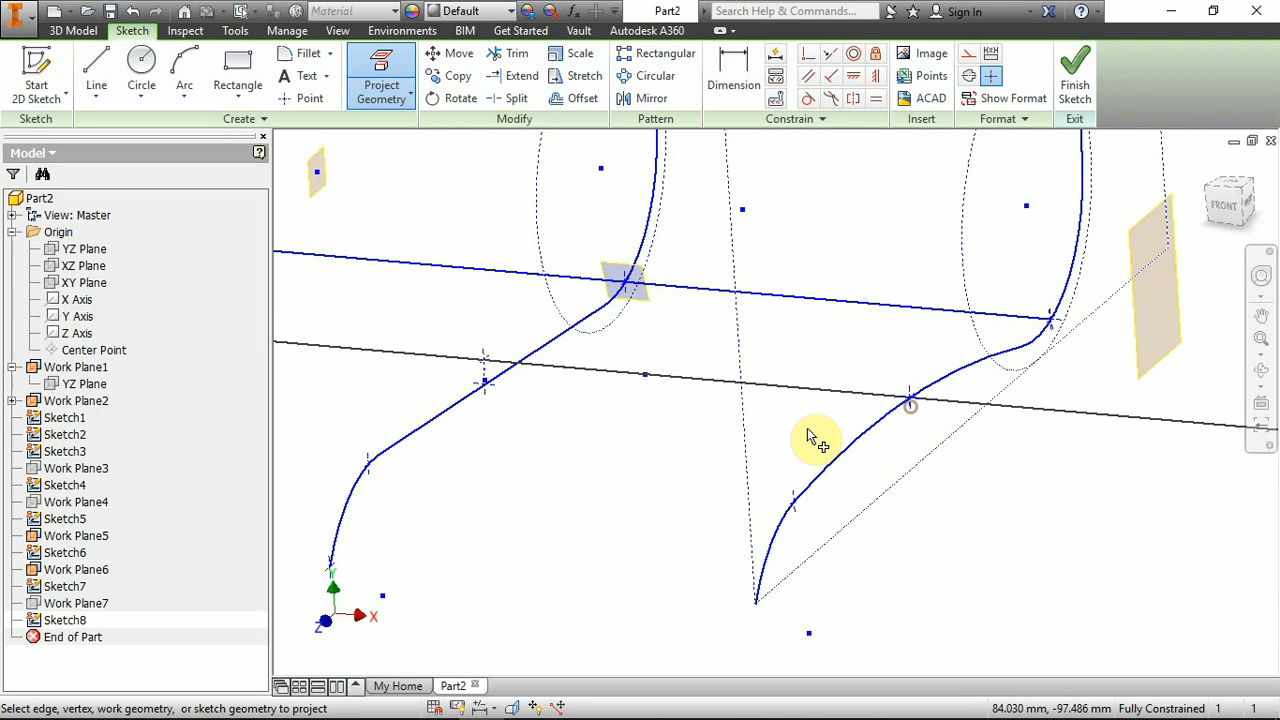 Material
Default
Part2
Search Help & Commands...
Sign In
3D Model
Sketch
Inspect
Tools
Manage
View
Environments
BIM
Get Started
Vault
Autodesk A360
Start
2D Sketch
Line
Circle
Arc
Rectangle
Fillet
Text
Point
Project
Geometry
Move
Copy
Rotate
Trim
Extend
Split
Scale
Stretch
Offset
Rectangular
Circular
Mirror
Dimension
Image
Points
ACAD
Show Format
Finish
Sketch
Sketch
Create
Modify
Pattern
Constrain
Insert
Format
Exit
Model
Part2
View: Master
Origin
YZ Plane
XZ Plane
XY Plane
X Axis
Y Axis
Z Axis
Center Point
Work Plane1
YZ Plane
Work Plane2
Sketch1
Sketch2
Sketch3
Work Plane3
Sketch4
Work Plane4
Sketch5
Work Plane5
Sketch6
Work Plane6
Sketch7
Work Plane7
Sketch8
End of Part
FRONT
Y
X
Z
My Home
Part2
Select edge, vertex, work geometry, or sketch geometry to project
84.030 mm, -97.486 mm
Fully Constrained
1
1